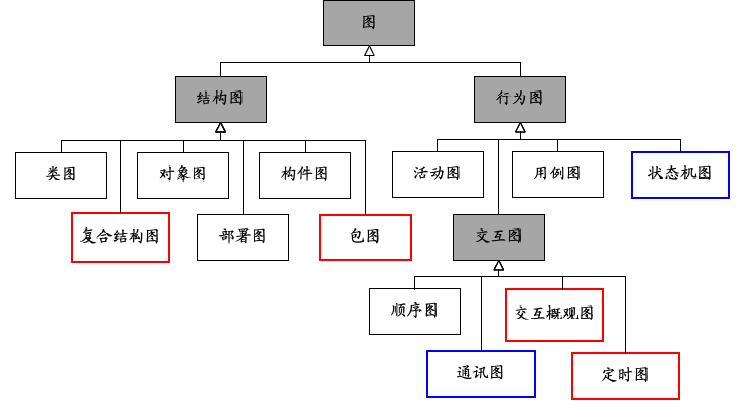 图
结构图
行为图
类图
对象图
构件图
活动图
用例图
状态机图
复合结构图
部署图
包图
交互图
顺序图
交互概观图
通讯图
定时图